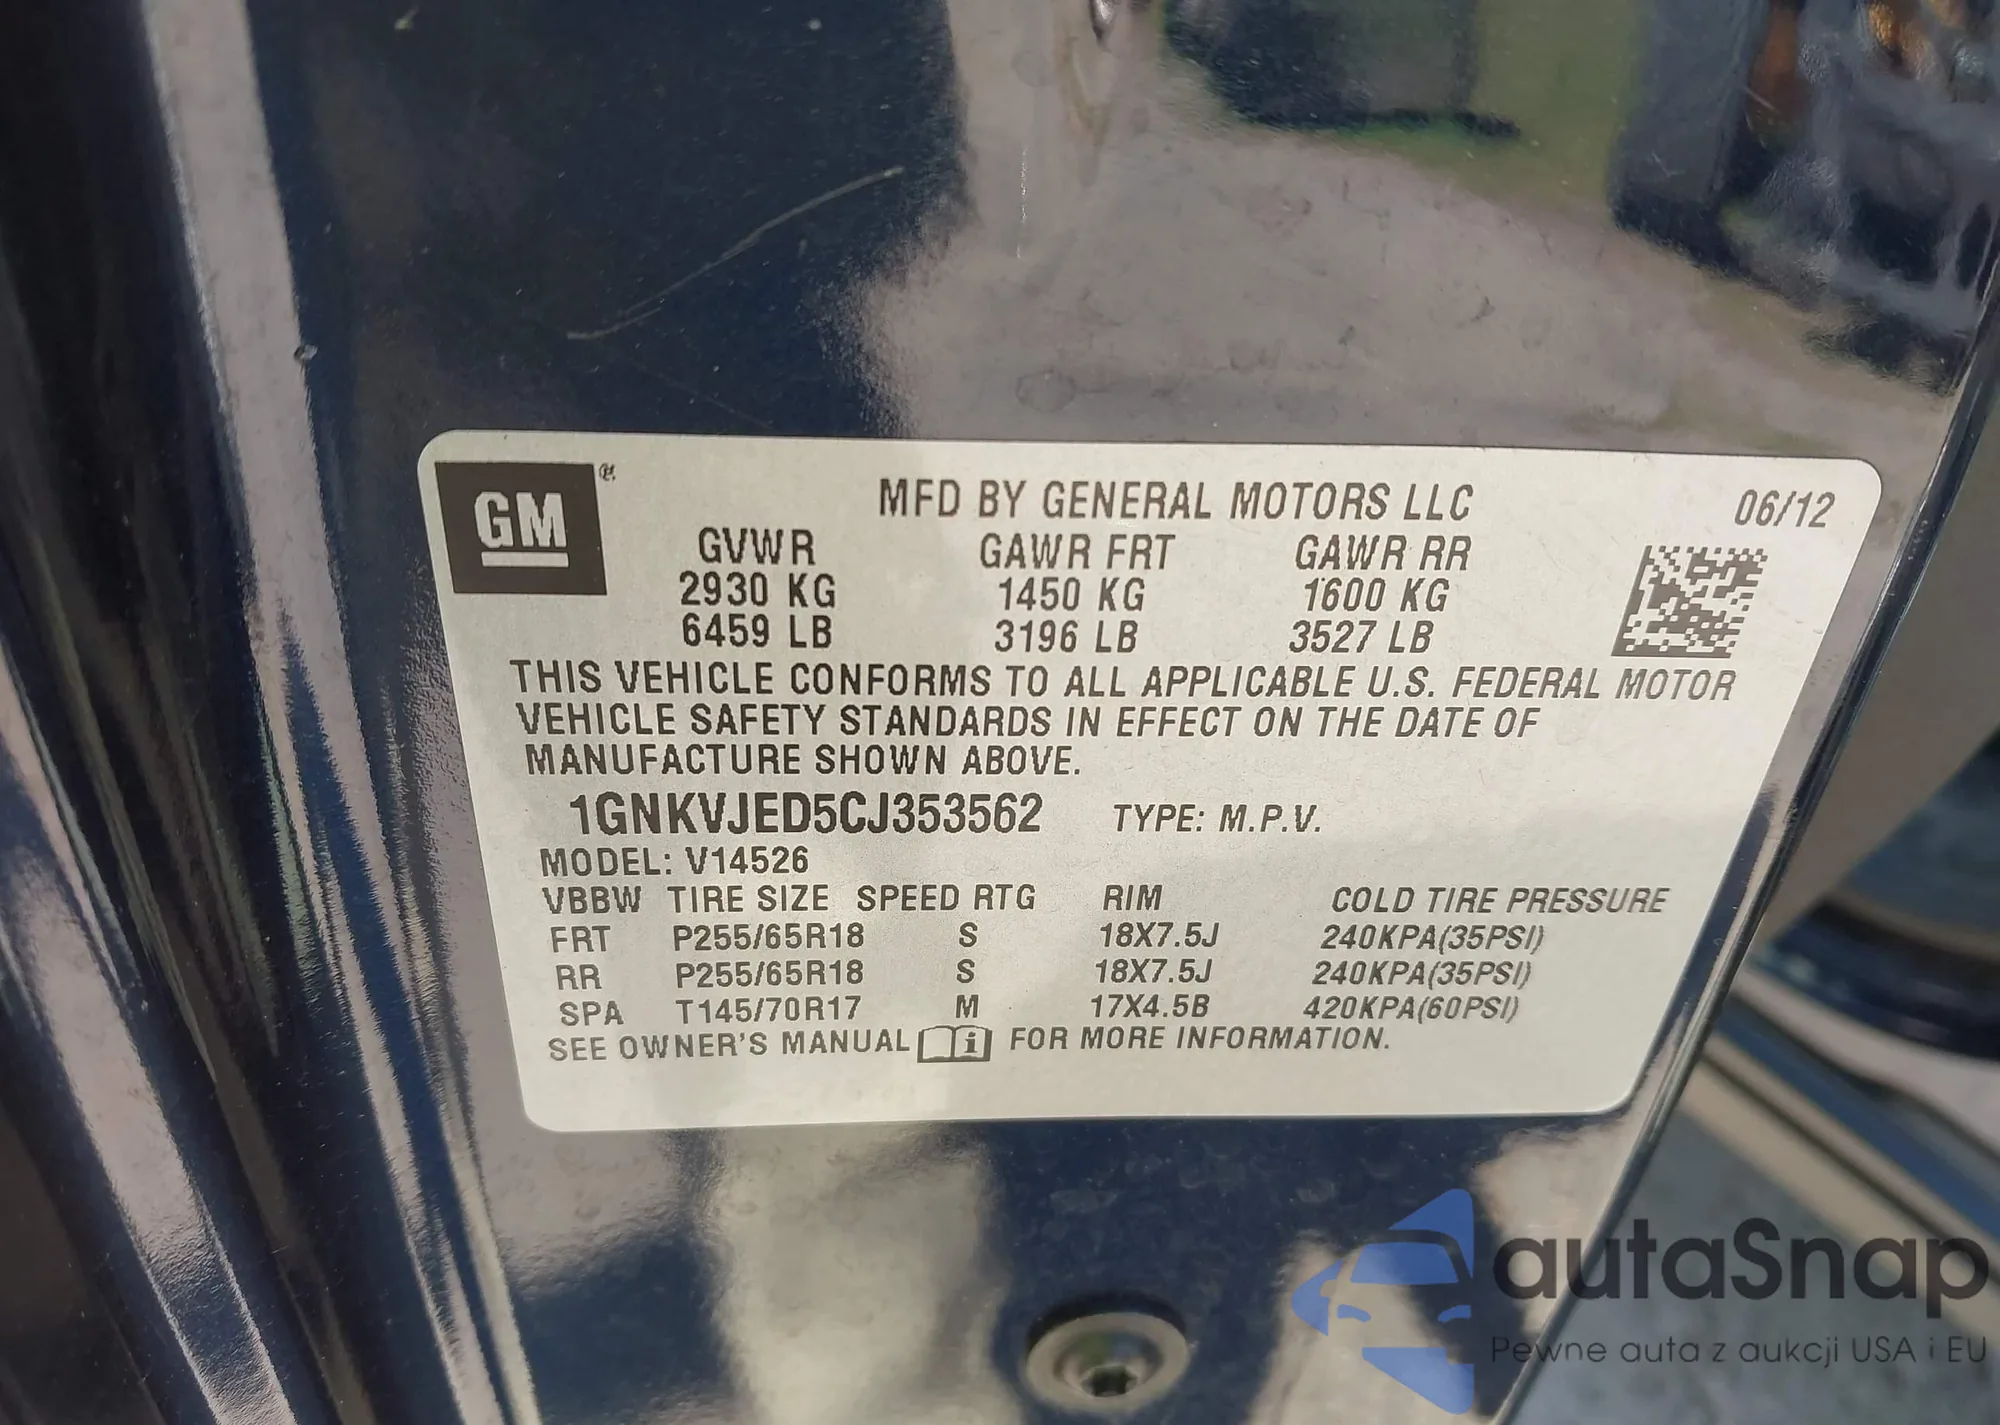 GM ®
MFD BY GENERAL MOTORS LLC 06/12
GVWR GAWR FRT GAWR RR
2930 KG 1450 KG 1600 KG
6459 LB 3196 LB 3527 LB
THIS VEHICLE CONFORMS TO ALL APPLICABLE U.S. FEDERAL MOTOR
VEHICLE SAFETY STANDARDS IN EFFECT ON THE DATE OF
MANUFACTURE SHOWN ABOVE.
1GNKVJED5CJ353562 TYPE: M.P.V.
MODEL: V14526
VBBW TIRE SIZE SPEED RTG RIM COLD TIRE PRESSURE
FRT P255/65R18 S 18X7.5J 240KPA(35PSI)
RR P255/65R18 S 18X7.5J 240KPA(35PSI)
SPA T145/70R17 M 17X4.5B 420KPA(60PSI)
SEE OWNER'S MANUAL i FOR MORE INFORMATION.
autaSnap
Pewne auta z aukcji USA i EU